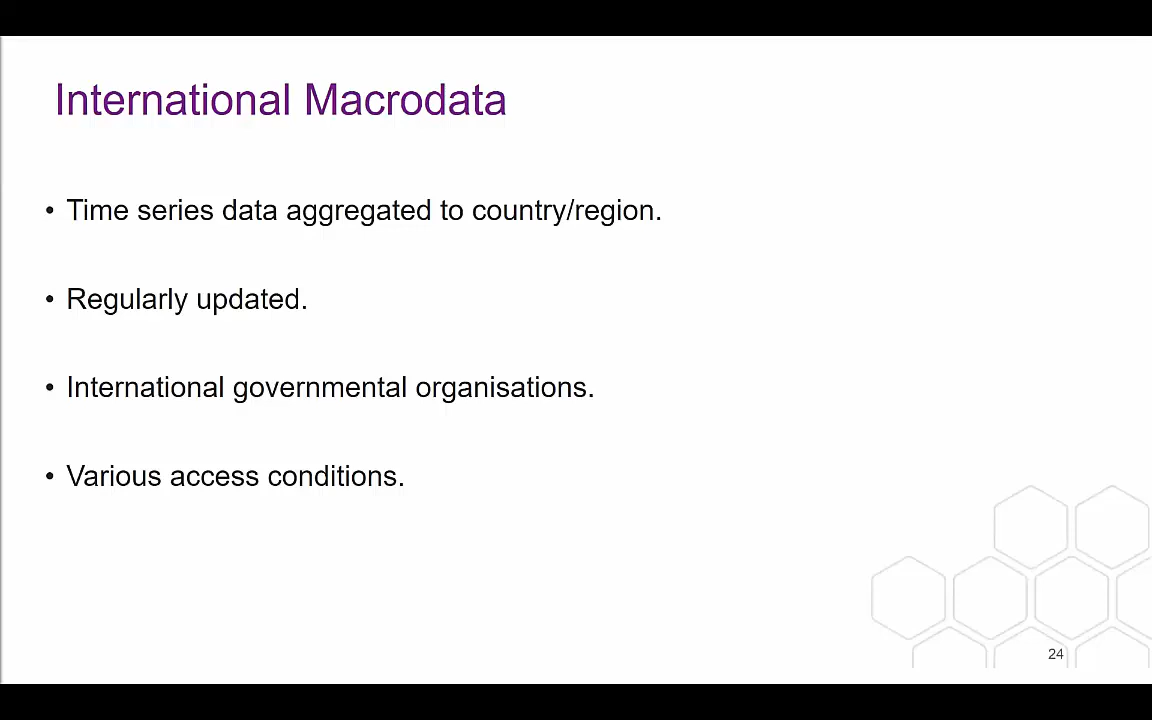 International Macrodata
• Time series data aggregated to country/region.
• Regularly updated.
• International governmental organisations.
• Various access conditions.
24